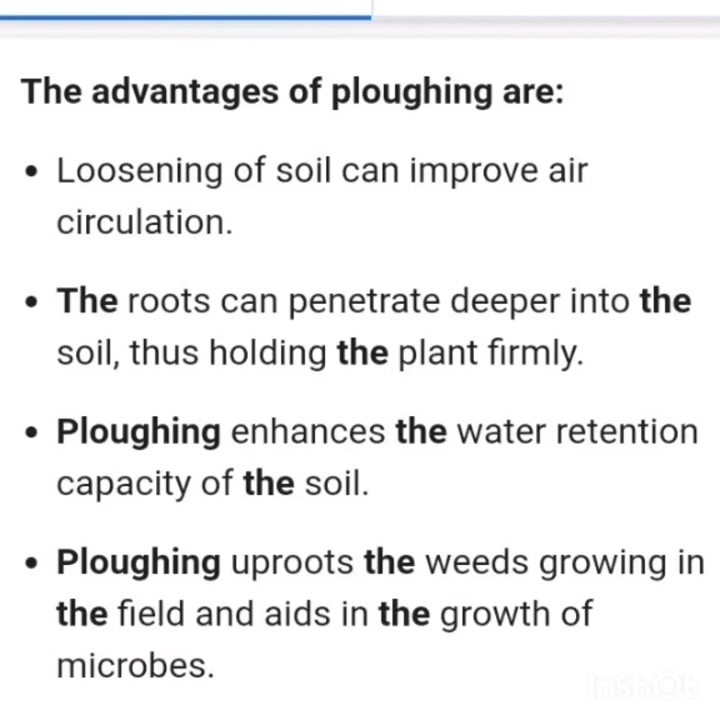 The advantages of ploughing are:
• Loosening of soil can improve air
circulation.
• The roots can penetrate deeper into the
soil, thus holding the plant firmly.
• Ploughing enhances the water retention
capacity of the soil.
• Ploughing uproots the weeds growing in
the field and aids in the growth of
microbes.
InShOt